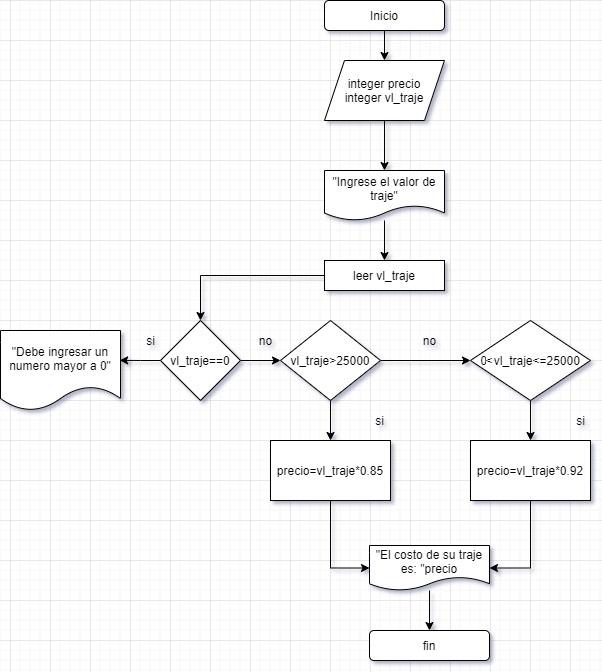 Inicio
integer precio
integer vl_traje
"Ingrese el valor de
traje"
leer vl_traje
si
no
no
"Debe ingresar un
numero mayor a 0"
vl_traje==0
vl_traje>25000
0<vl_traje<=25000
si
si
precio=vl_traje*0.85
precio=vl_traje*0.92
"El costo de su traje
es: "precio
fin